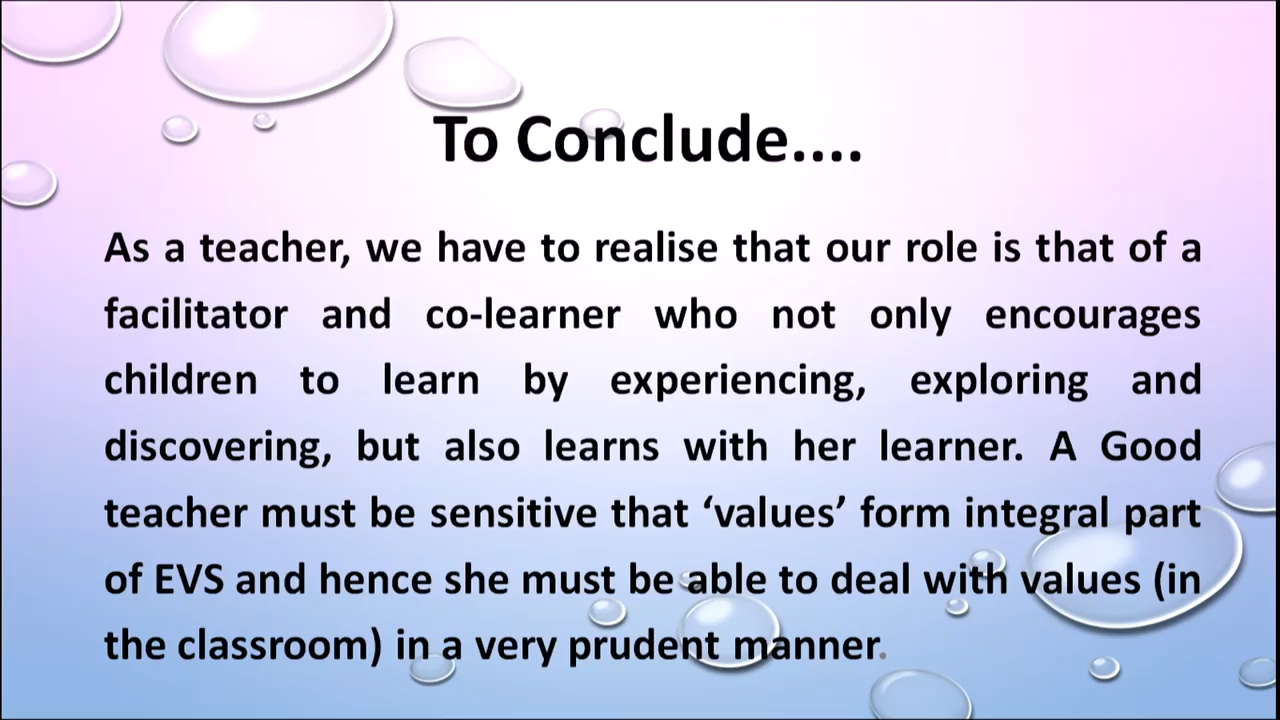 To Conclude....
As a teacher, we have to realise that our role is that of a
facilitator and co-learner who not only encourages
children to learn by experiencing, exploring and
discovering, but also learns with her learner. A Good
teacher must be sensitive that ‘values’ form integral part
of EVS and hence she must be able to deal with values (in
the classroom) in a very prudent manner.